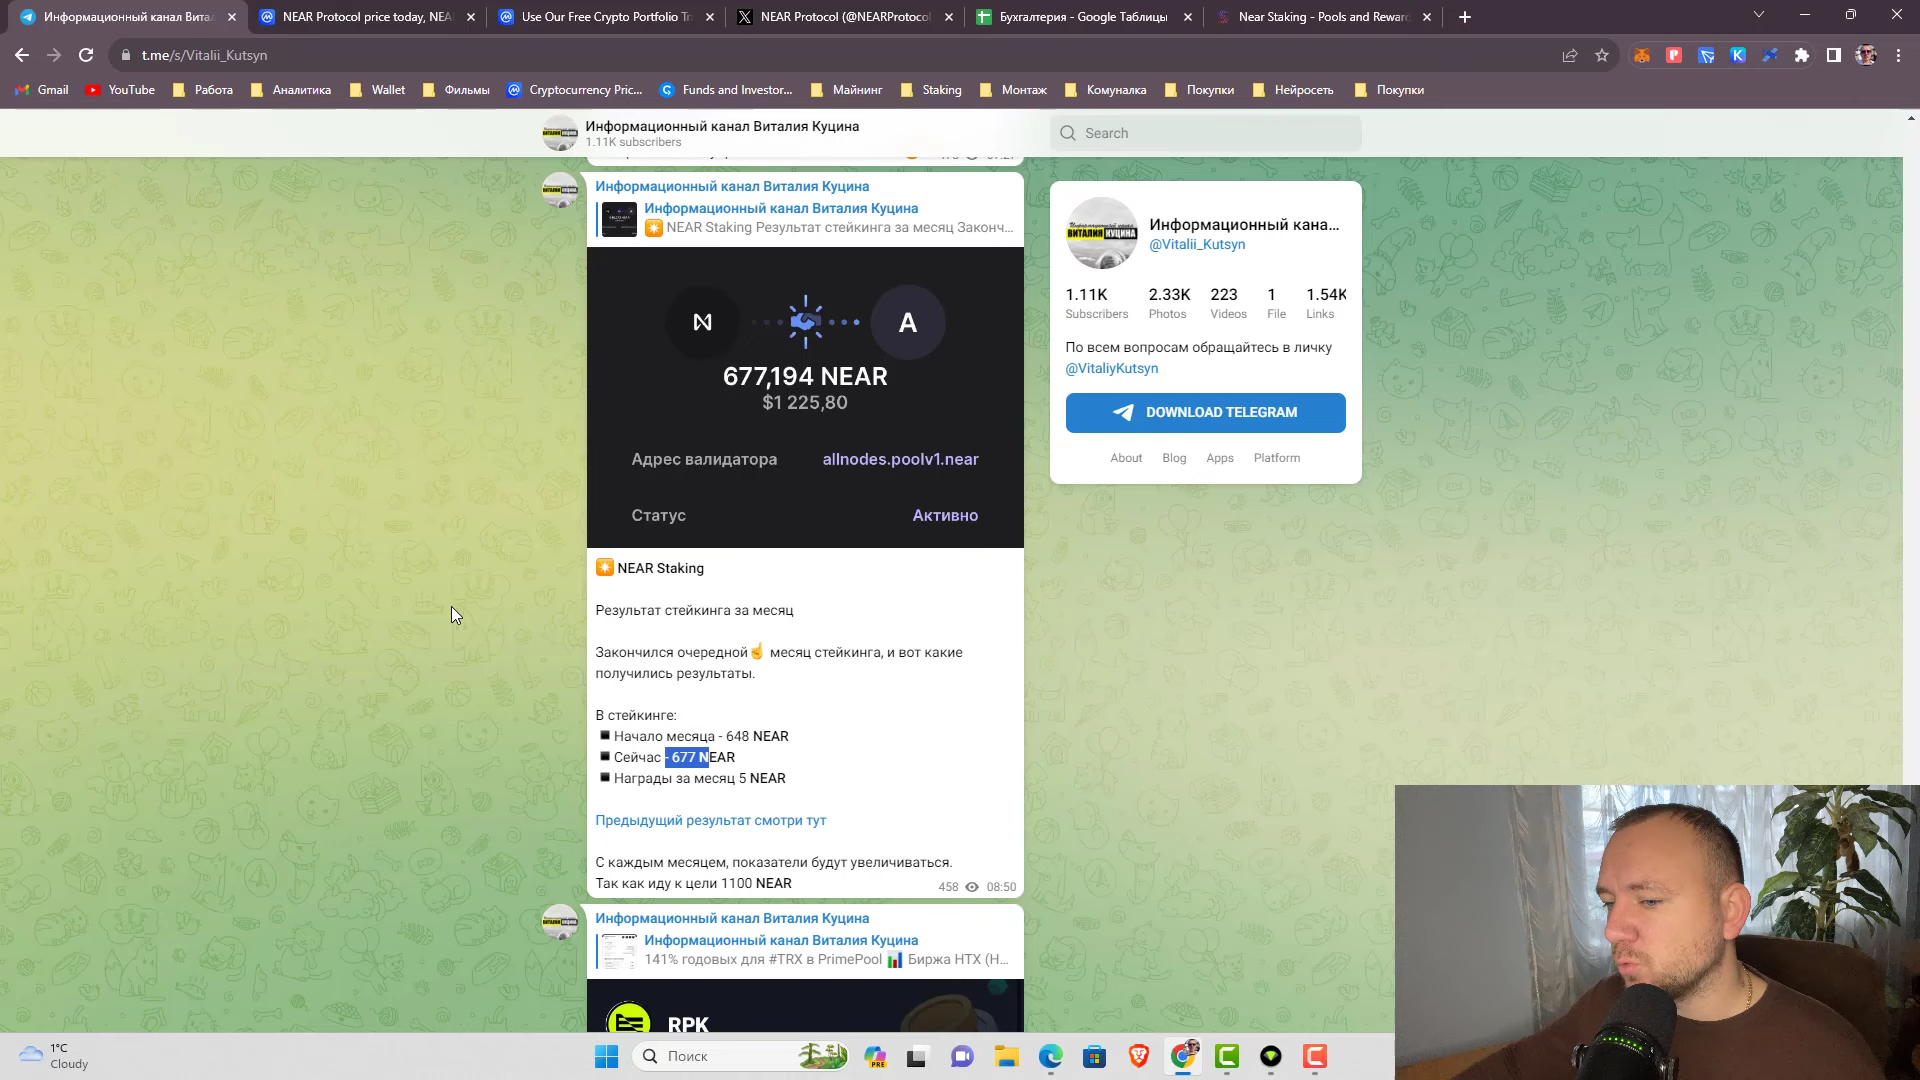 Информационный канал Витал
NEAR Protocol price today, NEA
Use Our Free Crypto Portfolio Tr
NEAR Protocol (@NEARProtocol
Бухгалтерия - Google Таблицы
Near Staking - Pools and Reward
t.me/s/Vitalii_Kutsyn
Gmail
YouTube
Работа
Аналитика
Wallet
Фильмы
Cryptocurrency Pric...
Funds and Investor...
Майнинг
Staking
Монтаж
Комуналка
Покупки
Нейросеть
Покупки
Информационный канал Виталия Куцина
1.11K subscribers
Search
Информационный канал Виталия Куцина
Информационный канал Виталия Куцина
NEAR Staking Результат стейкинга за месяц Законч...
677,194 NEAR
$1 225,80
Адрес валидатора allnodes.poolv1.near
Статус Активно
NEAR Staking
Результат стейкинга за месяц
Закончился очередной☝ месяц стейкинга, и вот какие
получились результаты.
В стейкинге:
◾ Начало месяца - 648 NEAR
◾ Сейчас - 677 NEAR
◾ Награды за месяц 5 NEAR
Предыдущий результат смотри тут
С каждым месяцем, показатели будут увеличиваться.
Так как иду к цели 1100 NEAR
458 08:50
Информационный канал Виталия Куцина
Информационный канал Виталия Куцина
141% годовых для #TRX в PrimePool 📊 Биржа HTX (H...
RPK
ВИТАЛИЯ КУЦИНА
Информационный кана...
@Vitalii_Kutsyn
1.11K 2.33K 223 1 1.54K
Subscribers Photos Videos File Links
По всем вопросам обращайтесь в личку
@VitaliyKutsyn
DOWNLOAD TELEGRAM
About Blog Apps Platform
1°C
Cloudy
Поиск
PRE